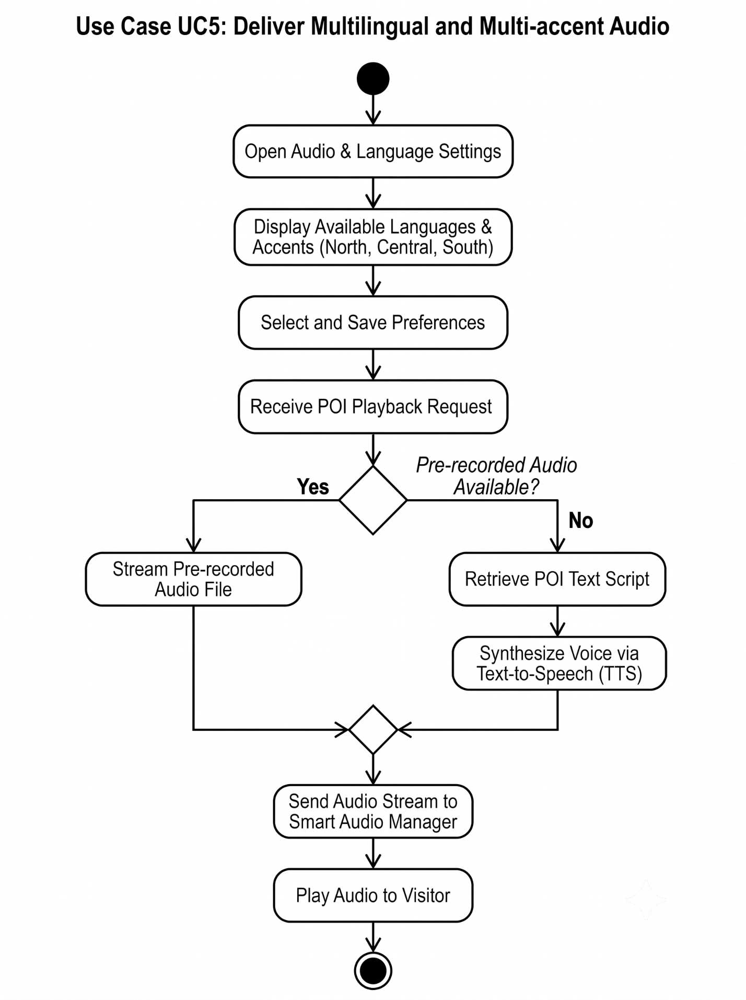 Use Case UC5: Deliver Multilingual and Multi-accent Audio
Open Audio & Language Settings
Display Available Languages &
Accents (North, Central, South)
Select and Save Preferences
Receive POI Playback Request
Pre-recorded Audio
Available?
Yes
No
Stream Pre-recorded
Audio File
Retrieve POI Text Script
Synthesize Voice via
Text-to-Speech (TTS)
Send Audio Stream to
Smart Audio Manager
Play Audio to Visitor